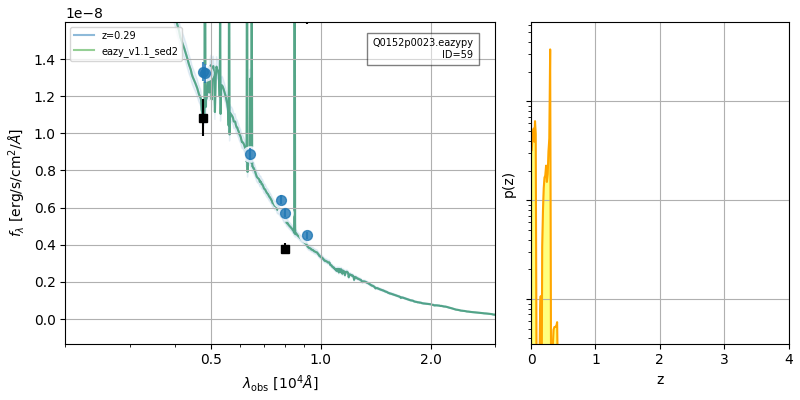 1e−8
z=0.29
eazy_v1.1_sed2
Q0152p0023.eazypy
ID=59
1.4
1.2
1.0
0.8
0.6
0.4
0.2
0.0
f_λ [erg/s/cm²/Å]
0.5
1.0
2.0
λ_obs [10⁴Å]
p(z)
0
1
2
3
4
z